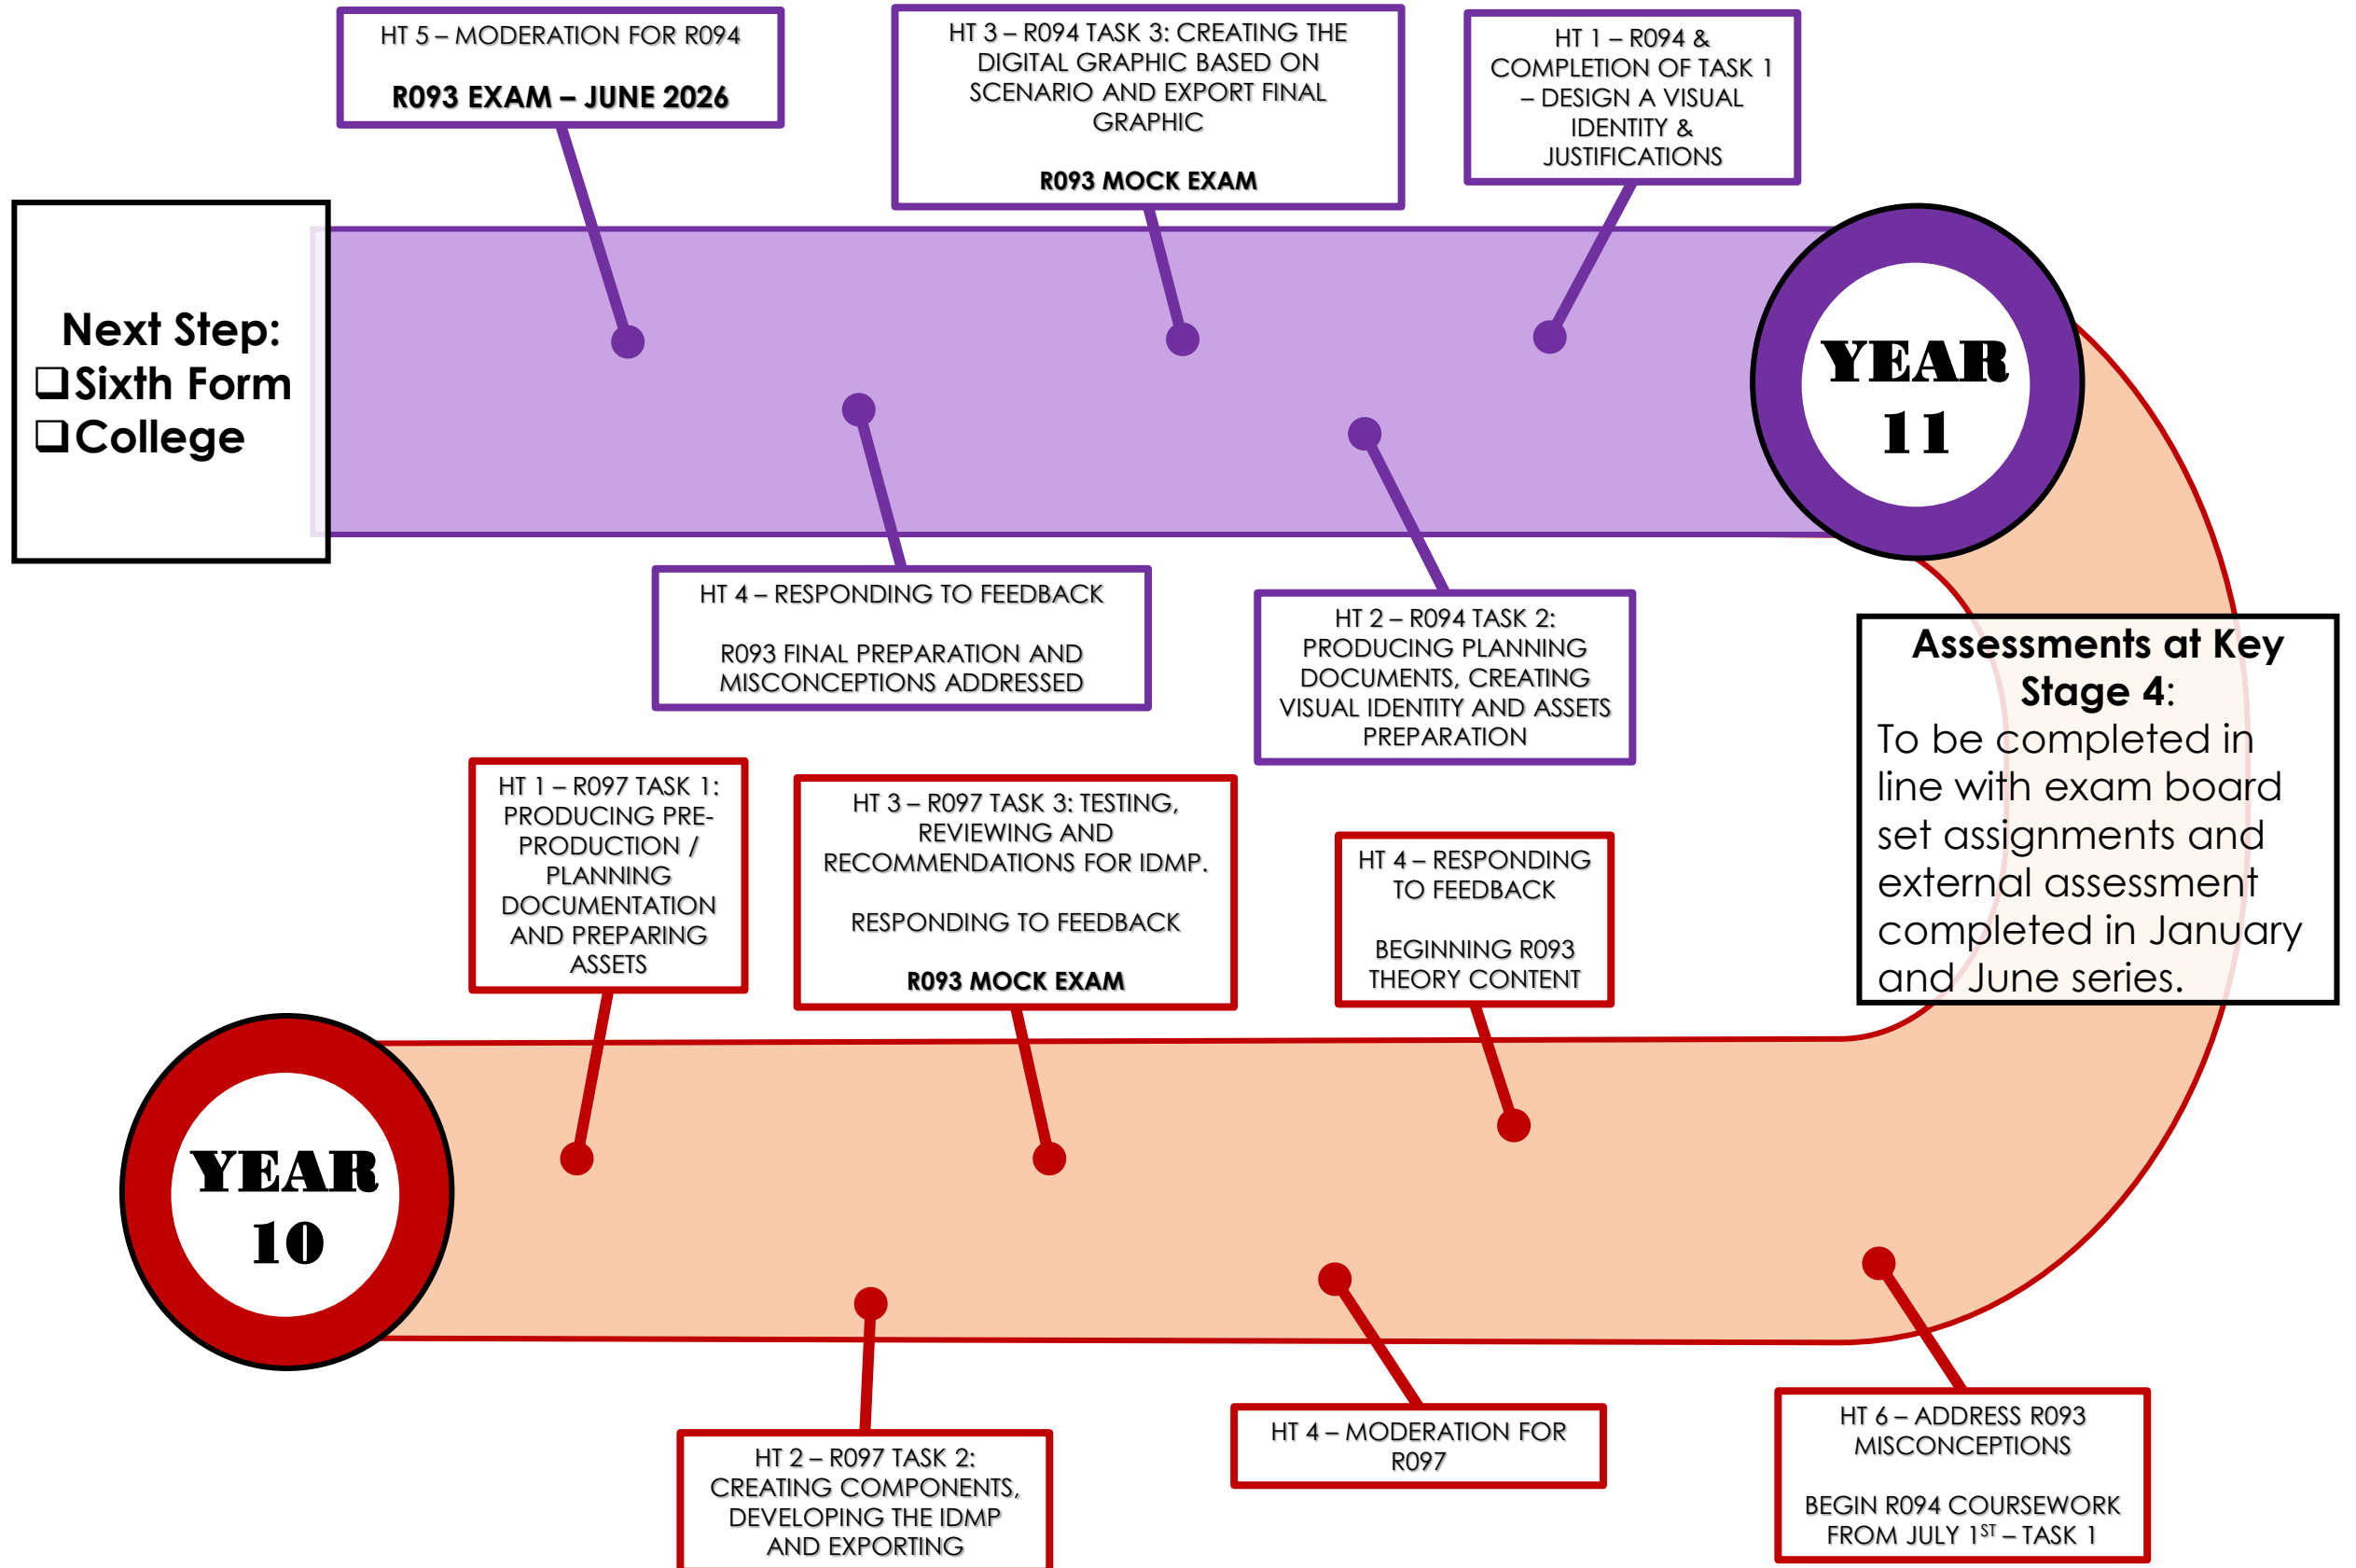 HT 5 – MODERATION FOR R094
R093 EXAM – JUNE 2026
HT 3 – R094 TASK 3: CREATING THE
DIGITAL GRAPHIC BASED ON
SCENARIO AND EXPORT FINAL
GRAPHIC
R093 MOCK EXAM
HT 1 – R094 &
COMPLETION OF TASK 1
– DESIGN A VISUAL
IDENTITY &
JUSTIFICATIONS
Next Step:
❑Sixth Form
❑College
YEAR
11
HT 4 – RESPONDING TO FEEDBACK
R093 FINAL PREPARATION AND
MISCONCEPTIONS ADDRESSED
HT 2 – R094 TASK 2:
PRODUCING PLANNING
DOCUMENTS, CREATING
VISUAL IDENTITY AND ASSETS
PREPARATION
Assessments at Key
Stage 4:
To be completed in
line with exam board
set assignments and
external assessment
completed in January
and June series.
HT 1 – R097 TASK 1:
PRODUCING PRE-
PRODUCTION /
PLANNING
DOCUMENTATION
AND PREPARING
ASSETS
HT 3 – R097 TASK 3: TESTING,
REVIEWING AND
RECOMMENDATIONS FOR IDMP.
RESPONDING TO FEEDBACK
R093 MOCK EXAM
HT 4 – RESPONDING
TO FEEDBACK
BEGINNING R093
THEORY CONTENT
YEAR
10
HT 2 – R097 TASK 2:
CREATING COMPONENTS,
DEVELOPING THE IDMP
AND EXPORTING
HT 4 – MODERATION FOR
R097
HT 6 – ADDRESS R093
MISCONCEPTIONS
BEGIN R094 COURSEWORK
FROM JULY 1ST – TASK 1